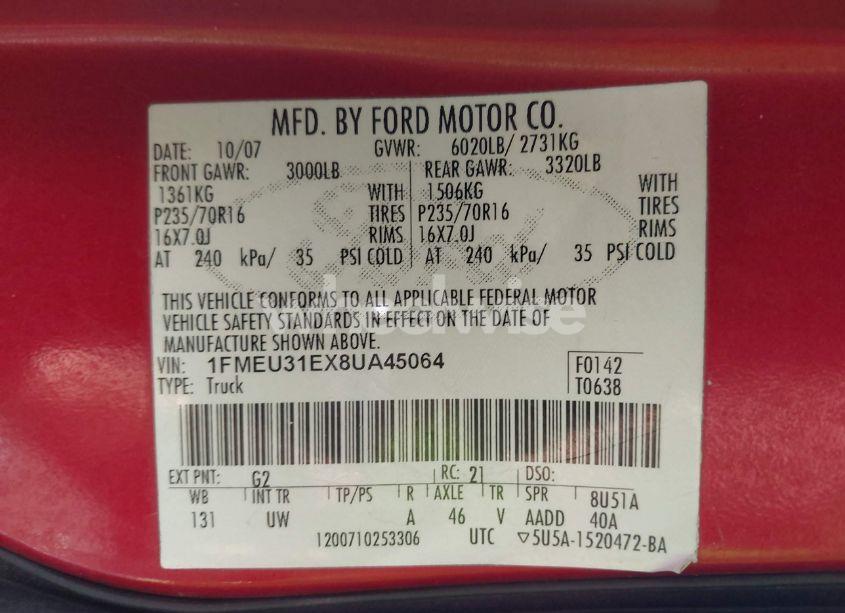 MFD. BY FORD MOTOR CO.
DATE: 10/07 GVWR: 6020LB/ 2731KG
FRONT GAWR: 3000LB REAR GAWR: 3320LB
1361KG WITH 1506KG WITH
P235/70R16 TIRES P235/70R16 TIRES
16X7.0J RIMS 16X7.0J RIMS
AT 240 kPa/ 35 PSI COLD AT 240 kPa/ 35 PSI COLD
THIS VEHICLE CONFORMS TO ALL APPLICABLE FEDERAL MOTOR
VEHICLE SAFETY STANDARDS IN EFFECT ON THE DATE OF
MANUFACTURE SHOWN ABOVE.
VIN: 1FMEU31EX8UA45064 F0142
TYPE: Truck T0638
EXT PNT: G2 RC: 21 DSO:
WB INT TR TP/PS R AXLE TR SPR 8U51A
131 UW A 46 V AADD 40A
1200710253306 UTC ▽5U5A-1520472-BA